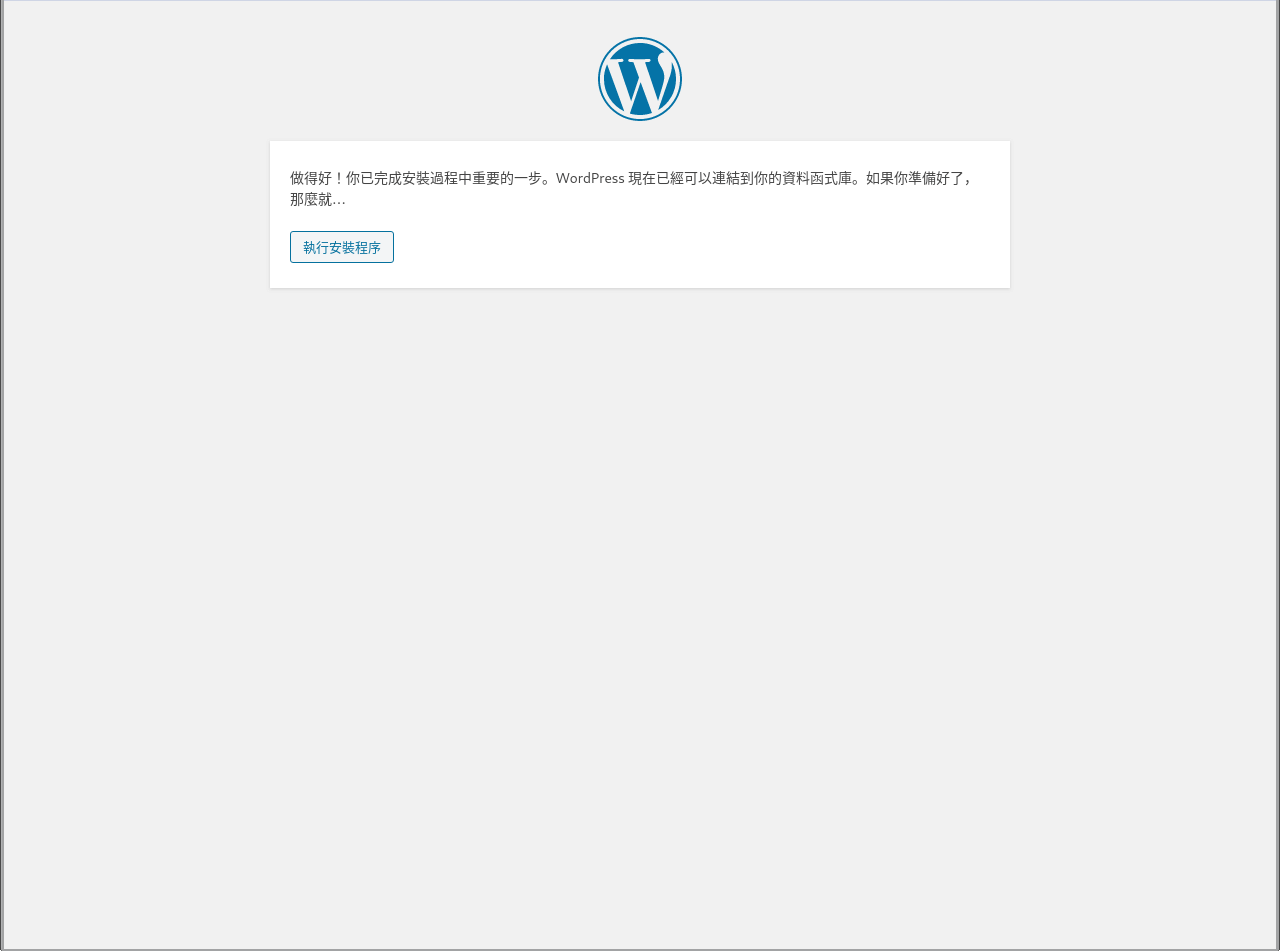 做得好！你已完成安裝過程中重要的一步。WordPress 現在已經可以連結到你的資料函式庫。如果你準備好了，
那麼就…
執行安裝程序